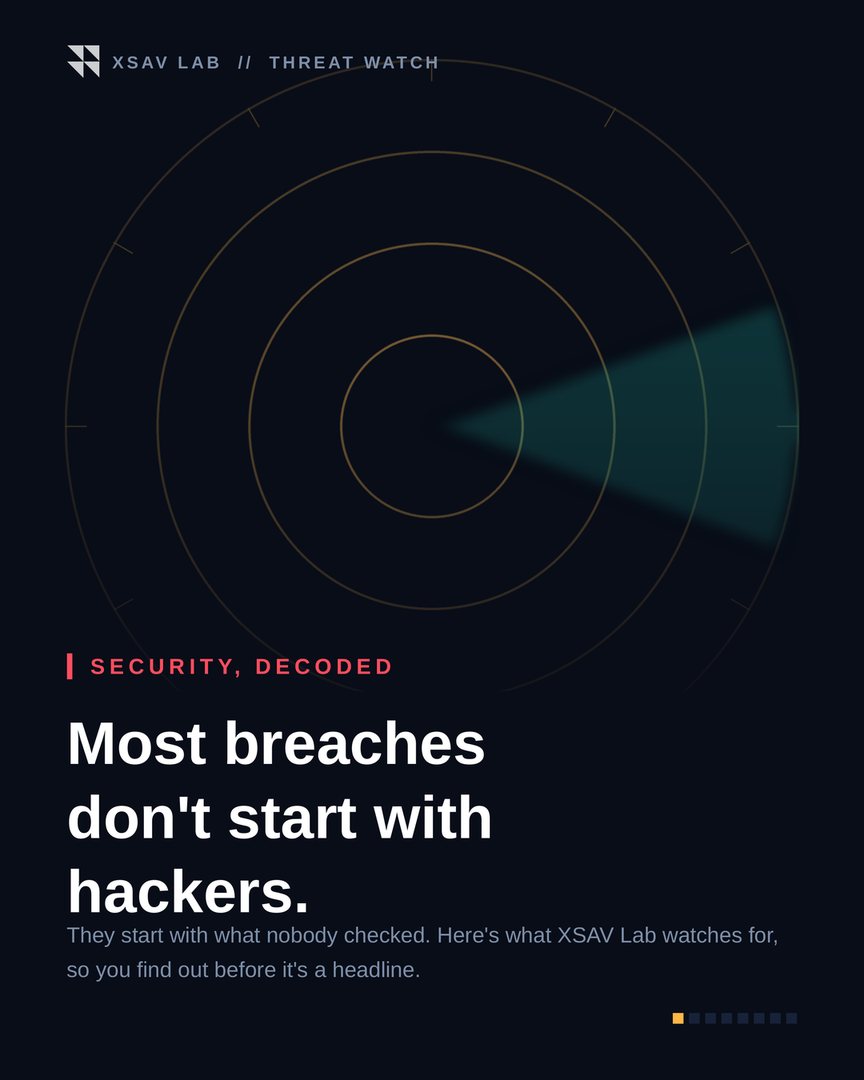 XSAV LAB // THREAT WATCH
SECURITY, DECODED
Most breaches
don't start with
hackers.
They start with what nobody checked. Here's what XSAV Lab watches for,
so you find out before it's a headline.